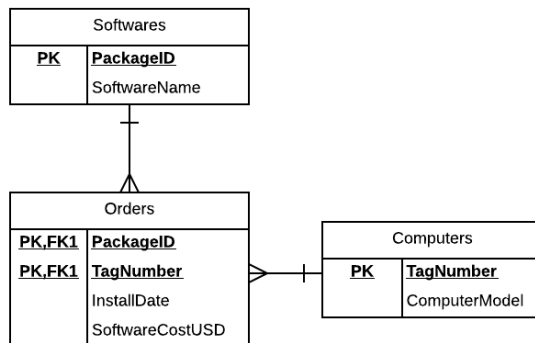 Softwares
PK PackageID
SoftwareName
Orders
PK,FK1 PackageID
PK,FK1 TagNumber
InstallDate
SoftwareCostUSD
Computers
PK TagNumber
ComputerModel